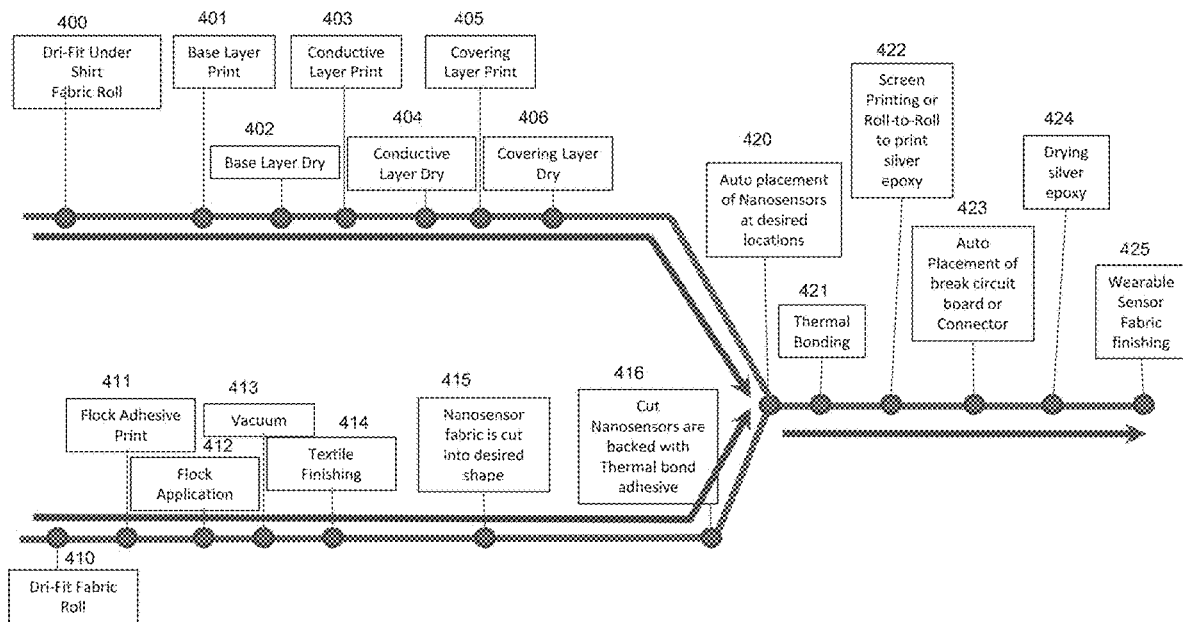 400
Dri-Fit Under
Shirt
Fabric Roll
401
Base Layer
Print
402
Base Layer Dry
403
Conductive
Layer Print
404
Conductive
Layer Dry
405
Covering
Layer Print
406
Covering Layer
Dry
410
Dri-Fit Fabric
Roll
411
Flock Adhesive
Print
412
Flock
Application
413
Vacuum
414
Textile
Finishing
415
Nanosensor
fabric is cut
into desired
shape
416
Cut
Nanosensors are
backed with
Thermal bond
adhesive
420
Auto placement
of Nanosensors
at desired
locations
421
Thermal
Bonding
422
Screen
Printing or
Roll-to-Roll
to print
silver
epoxy
423
Auto
Placement of
break circuit
board or
Connector
424
Drying
silver
epoxy
425
Wearable
Sensor
Fabric
finishing